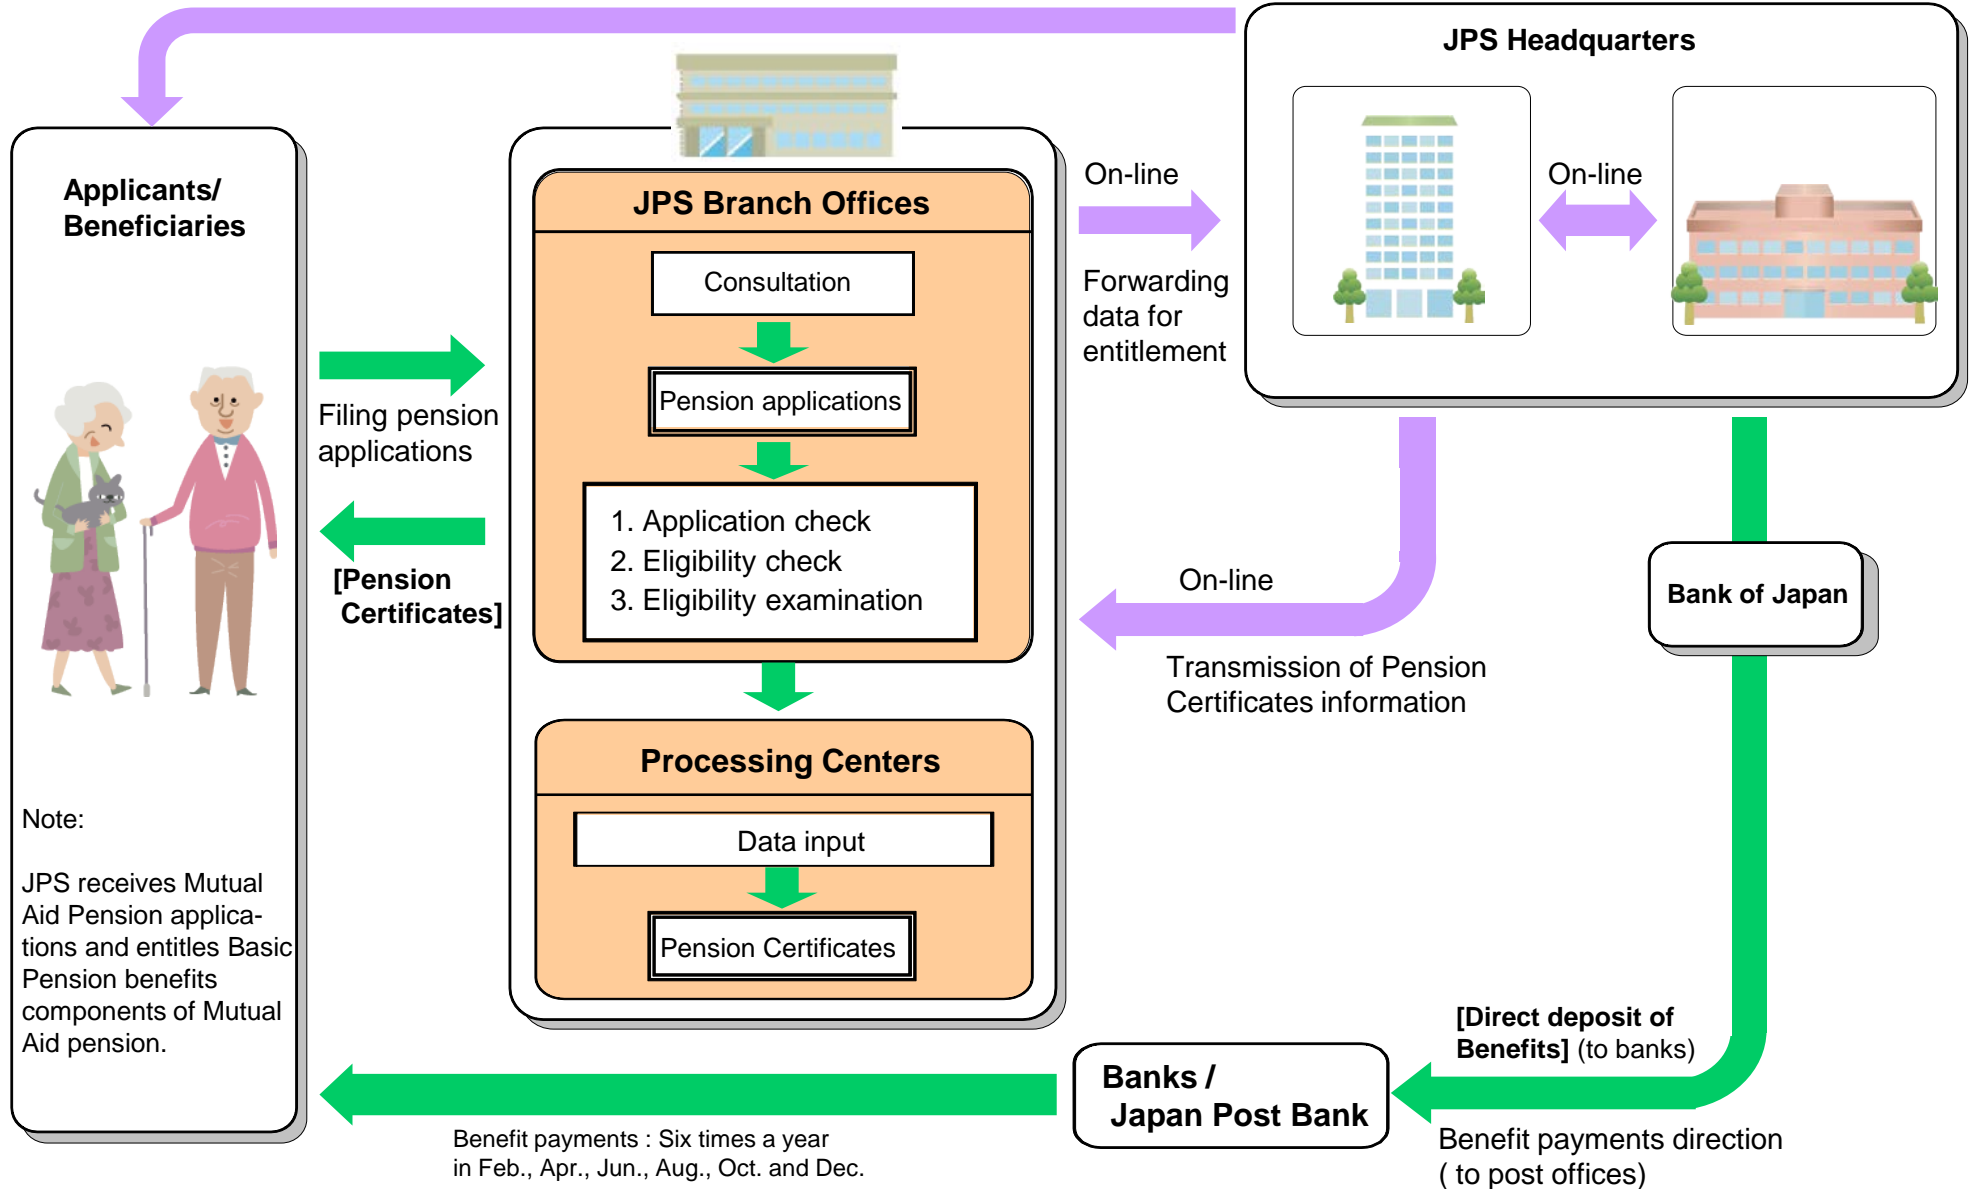 JPS Headquarters
On-line
Applicants/
Beneficiaries
Note:
JPS receives Mutual
Aid Pension applica-
tions and entitles Basic
Pension benefits
components of Mutual
Aid pension.
Filing pension
applications
[Pension
Certificates]
JPS Branch Offices
Consultation
Pension applications
1. Application check
2. Eligibility check
3. Eligibility examination
Processing Centers
Data input
Pension Certificates
On-line
Forwarding
data for
entitlement
On-line
Transmission of Pension
Certificates information
Bank of Japan
[Direct deposit of
Benefits] (to banks)
Benefit payments direction
( to post offices)
Banks /
Japan Post Bank
Benefit payments : Six times a year
in Feb., Apr., Jun., Aug., Oct. and Dec.